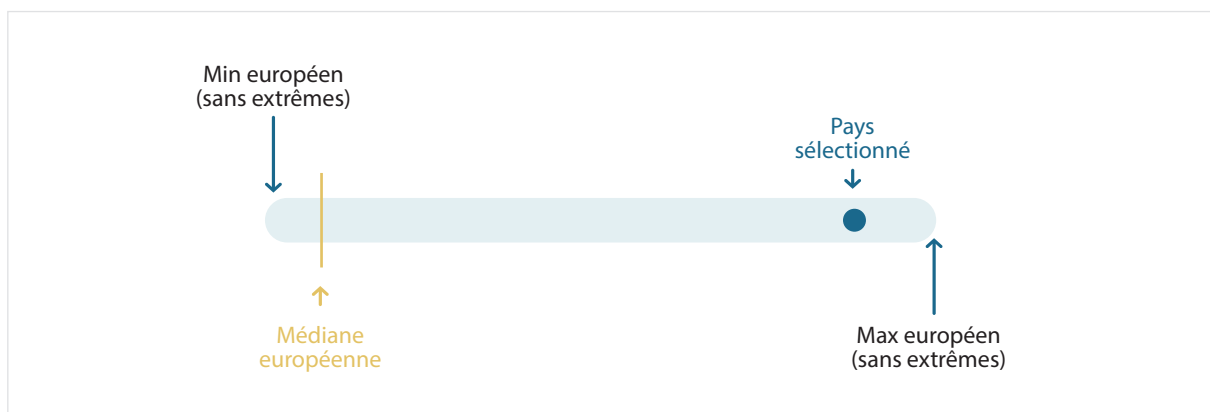 Min européen
(sans extrêmes)
Pays
sélectionné
Médiane
européenne
Max européen
(sans extrêmes)